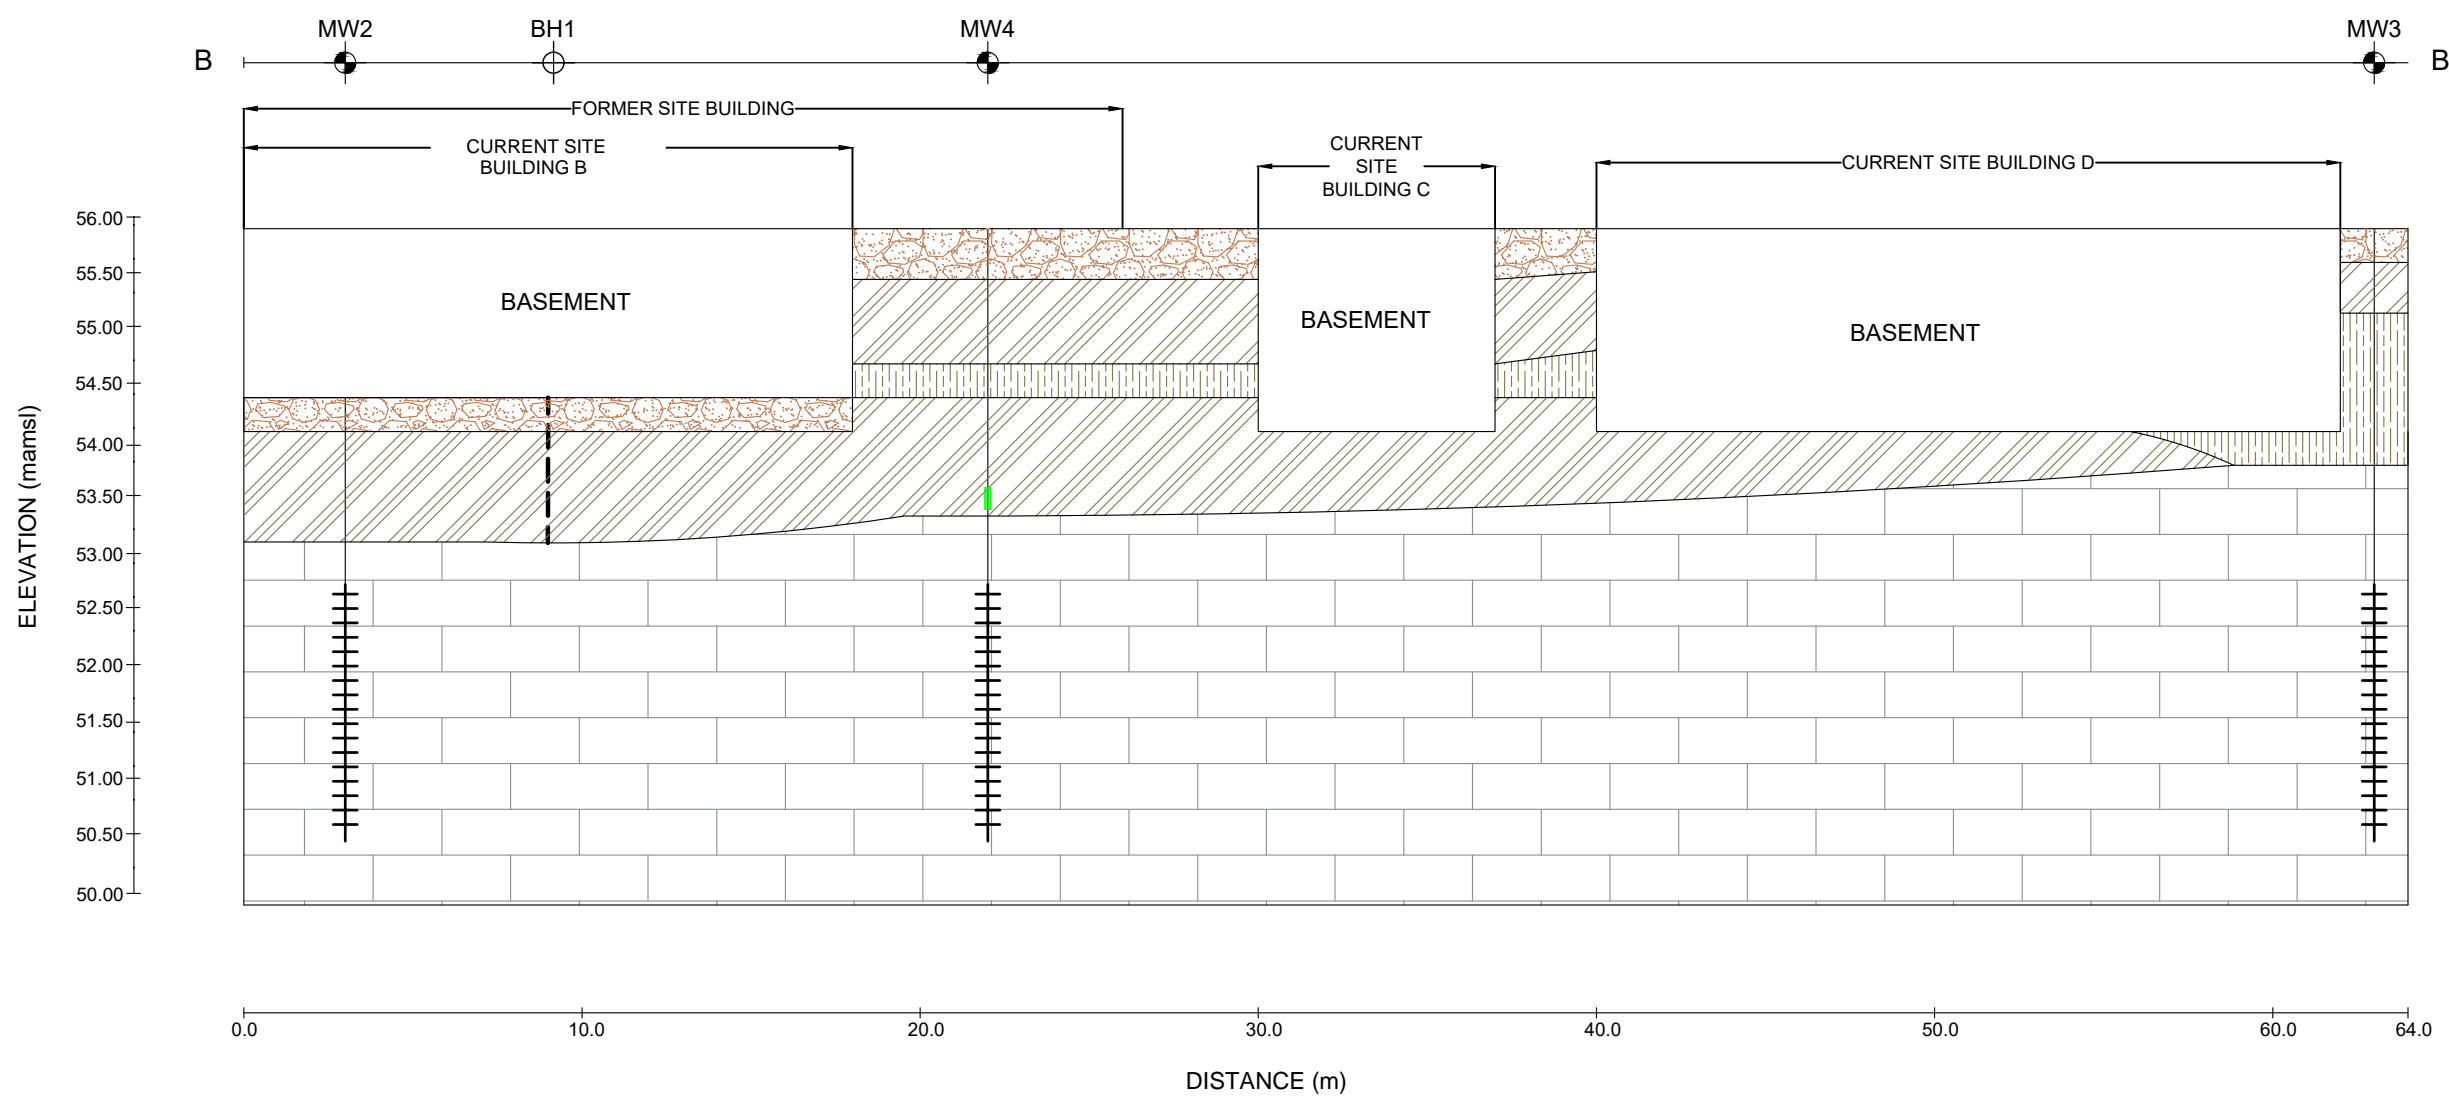 MW2 BH1 MW4 MW3
B B
FORMER SITE BUILDING
CURRENT SITE
BUILDING B
CURRENT
SITE
BUILDING C
CURRENT SITE BUILDING D
56.00
55.50
55.00
54.50
54.00
53.50
53.00
52.50
52.00
51.50
51.00
50.50
50.00
ELEVATION (mamsl)
BASEMENT
BASEMENT
BASEMENT
0.0 10.0 20.0 30.0 40.0 50.0 60.0 64.0
DISTANCE (m)